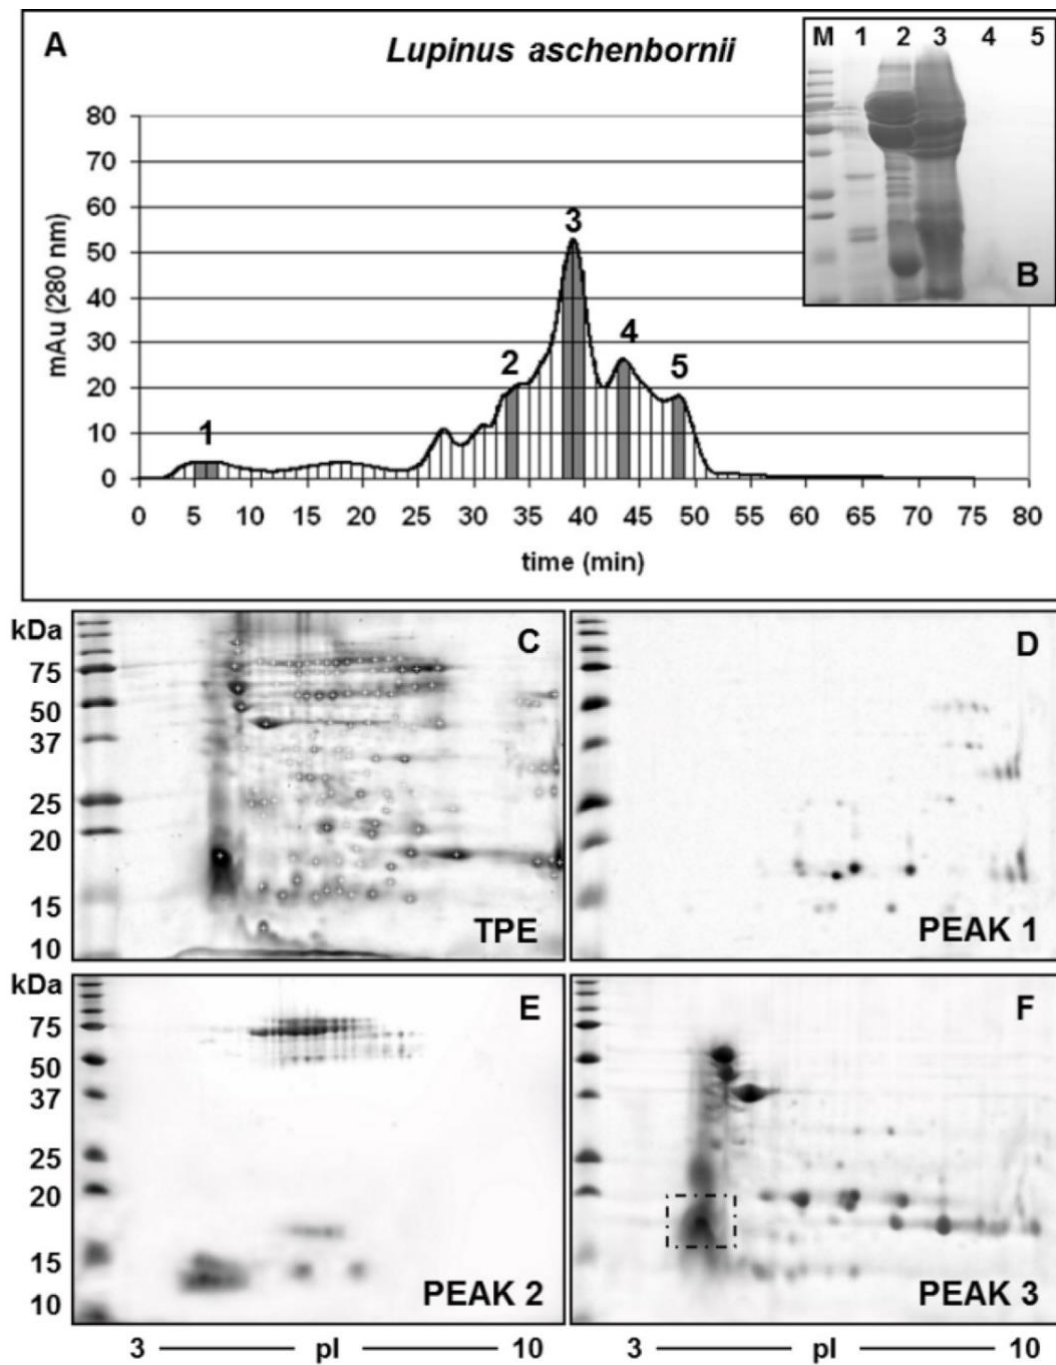 A
Lupinus aschenbornii
M 1 2 3 4 5
B
mAu (280 nm)
80
70
60
50
40
30
20
10
0
1
2
3
4
5
0 5 10 15 20 25 30 35 40 45 50 55 60 65 70 75 80
time (min)
kDa
75
50
37
25
20
15
10
C
TPE
D
PEAK 1
kDa
75
50
37
25
20
15
10
E
PEAK 2
F
PEAK 3
3 pI 10
3 pI 10